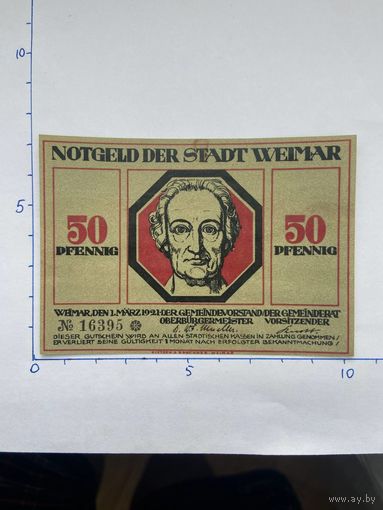 10
NOTGELD DER STADT WEIMAR
5
50 PFENNIG
50 PFENNIG
WEIMAR, DEN 1. MÄRZ 1921·DER GEMEINDEVORSTAND/DER GEMEINDERAT
№ 16395 OBERBÜRGERMEISTER VORSITZENDER
DIESER GUTSCHEIN WIRD AN ALLEN STÄDTISCHEN KASSEN IN ZAHLUNG GENOMMEN/
ER VERLIERT SEINE GÜLTIGKEIT 1 MONAT NACH ERFOLGTER BEKANNTMACHUNG/
0 5 10
ay.by